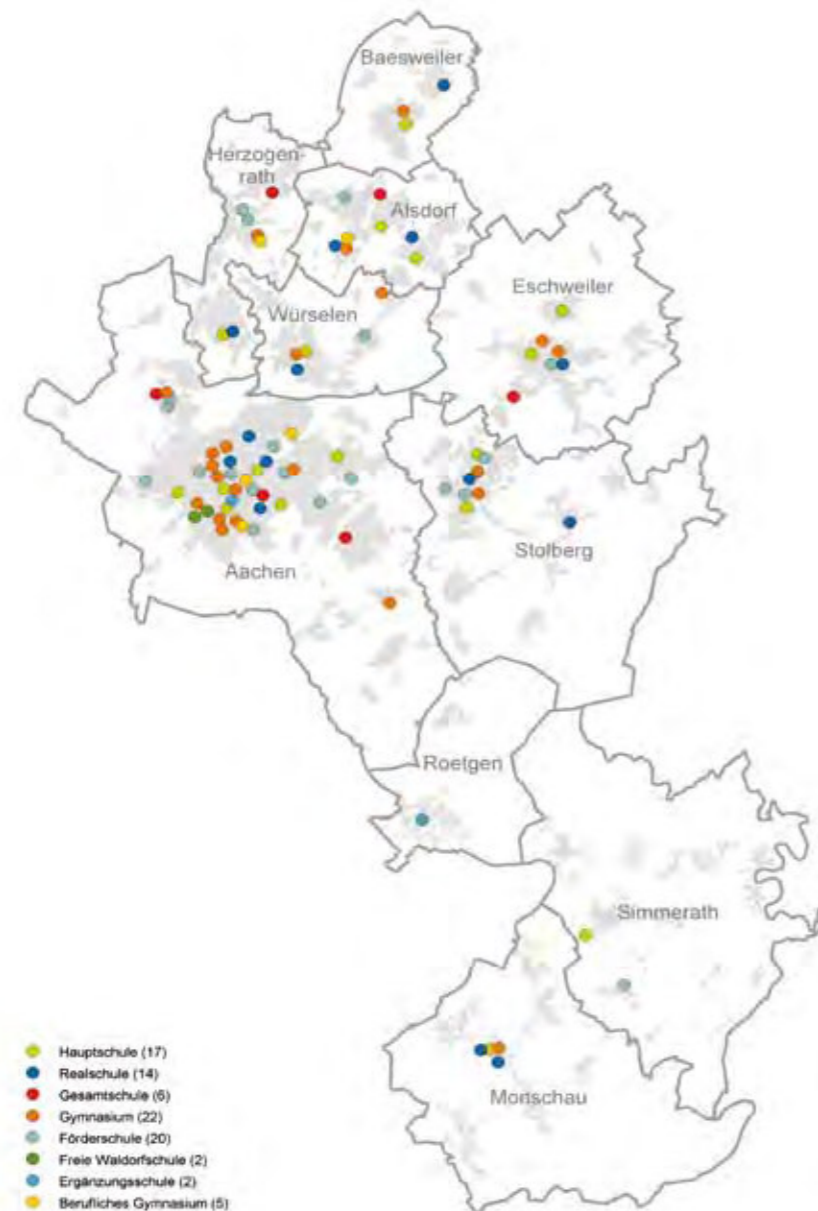 Baesweiler
Herzogen-
rath
Alsdorf
Eschweiler
Würselen
Stolberg
Aachen
Roetgen
Simmerath
Monschau
Hauptschule (17)
Realschule (14)
Gesamtschule (6)
Gymnasium (22)
Förderschule (20)
Freie Waldorfschule (2)
Ergänzungsschule (2)
Berufliches Gymnasium (5)